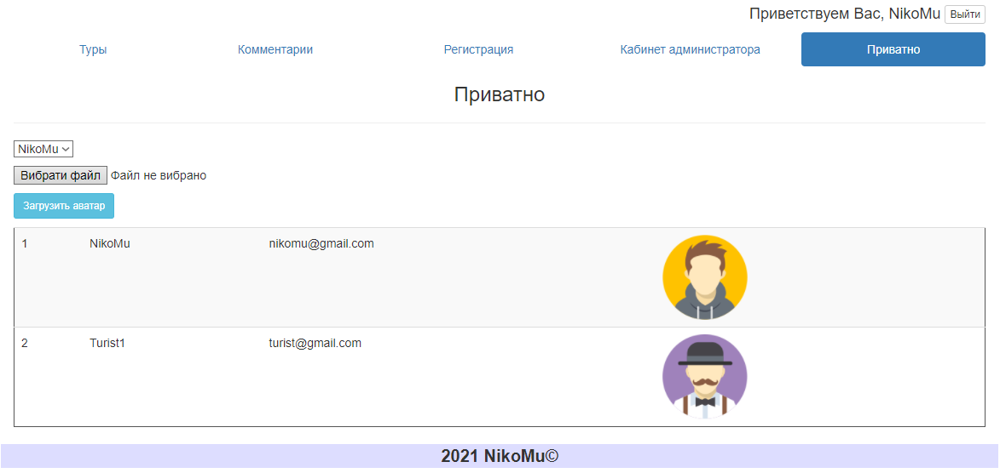 Приветствуем Вас, NikoMu Выйти
Туры Комментарии Регистрация Кабинет администратора Приватно
Приватно
NikoMu
Вибрати файл Файл не вибрано
Загрузить аватар
1 NikoMu nikomu@gmail.com
2 Turist1 turist@gmail.com
2021 NikoMu©